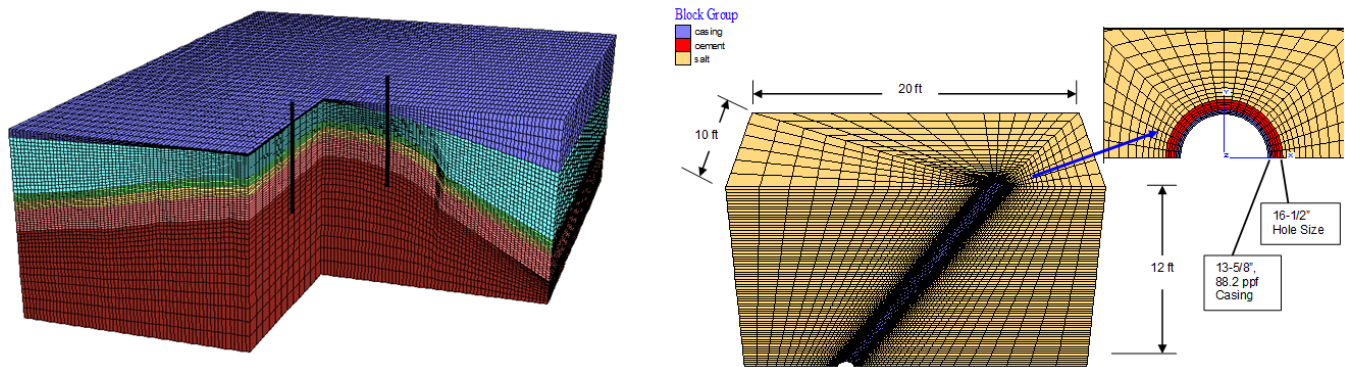 Block Group
casing
cement
salt
20 ft
10 ft
12 ft
Y
Z
X
16-1/2"
Hole Size
13-5/8",
88.2 ppf
Casing